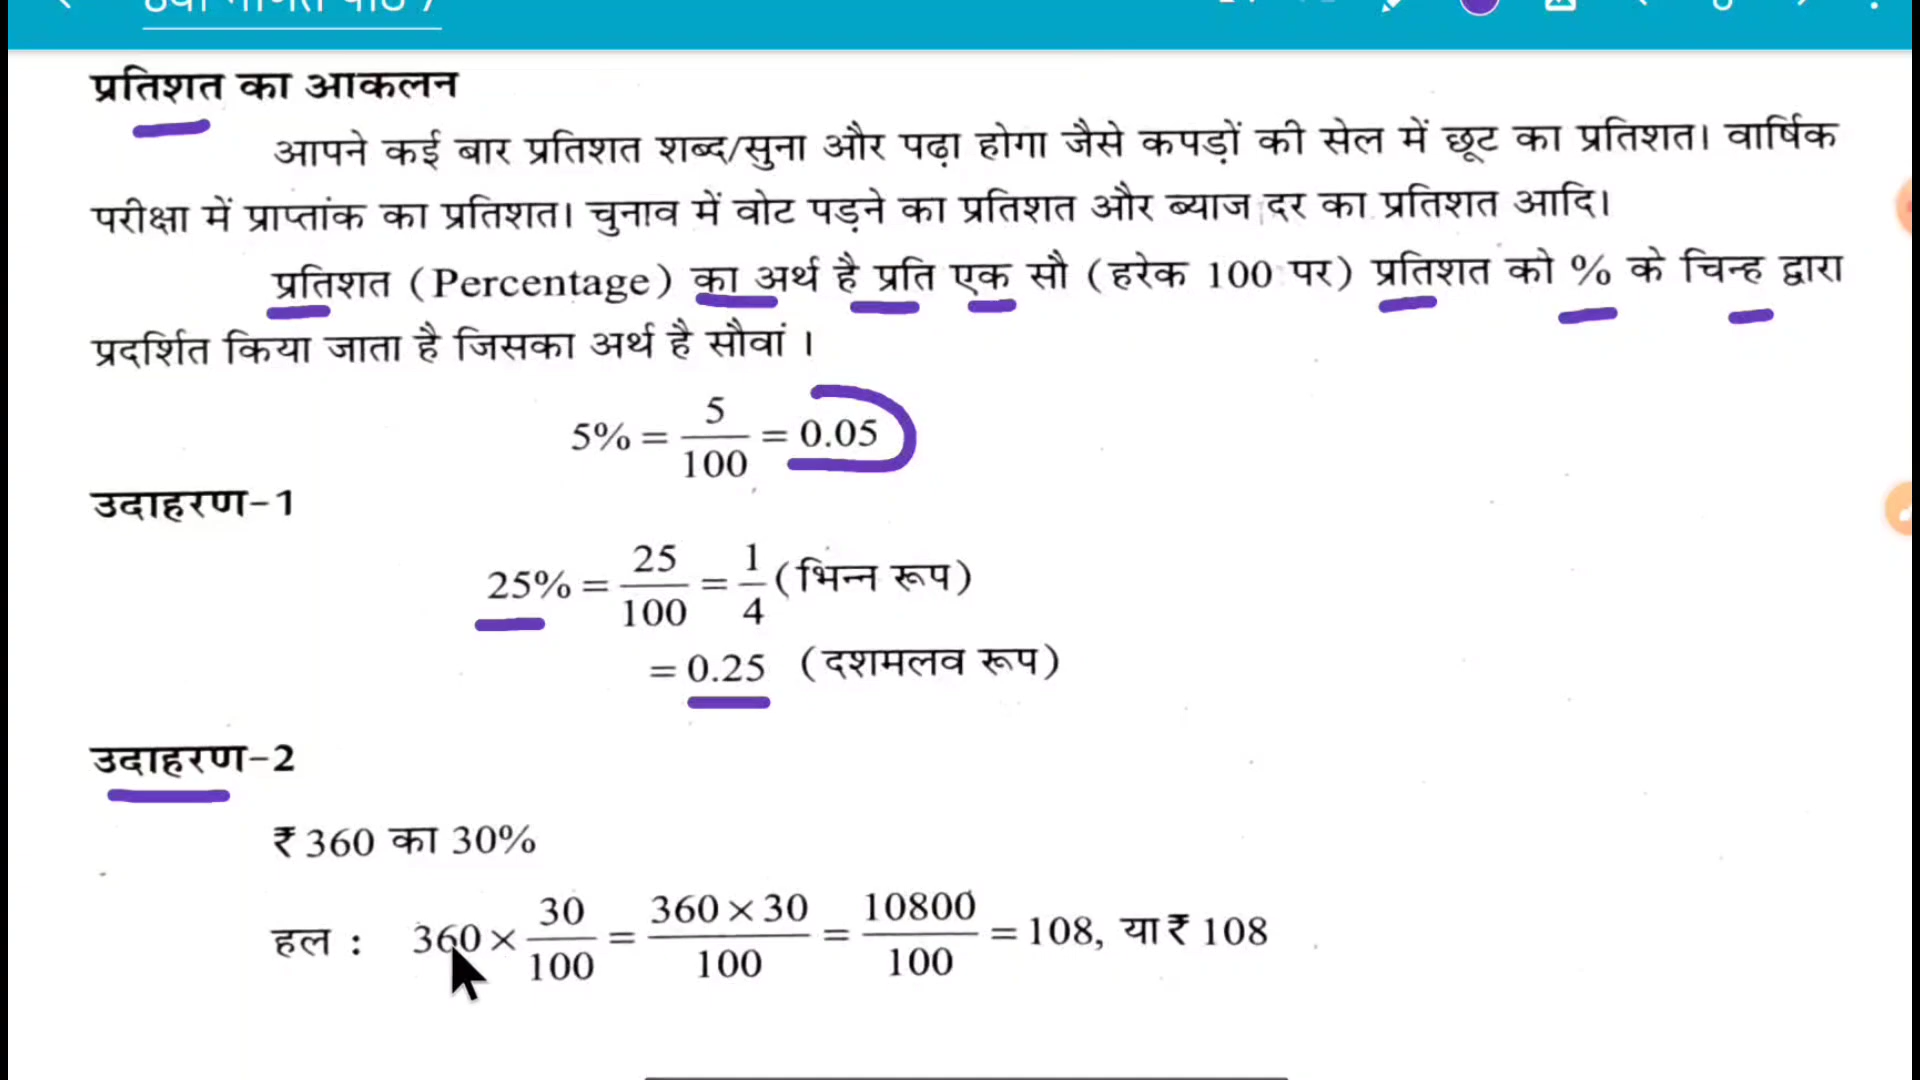 प्रतिशत का आकलन
आपने कई बार प्रतिशत शब्द/सुना और पढ़ा होगा जैसे कपड़ों की सेल में छूट का प्रतिशत। वार्षिक
परीक्षा में प्राप्तांक का प्रतिशत। चुनाव में वोट पड़ने का प्रतिशत और ब्याज दर का प्रतिशत आदि।
प्रतिशत (Percentage) का अर्थ है प्रति एक सौ (हरेक 100 पर) प्रतिशत को % के चिन्ह द्वारा
प्रदर्शित किया जाता है जिसका अर्थ है सौवां ।
5% = 5/100 = 0.05
उदाहरण-1
25% = 25/100 = 1/4 (भिन्न रूप)
= 0.25 (दशमलव रूप)
उदाहरण-2
₹ 360 का 30%
हल : 360 × 30/100 = 360 × 30/100 = 10800/100 = 108, या ₹ 108